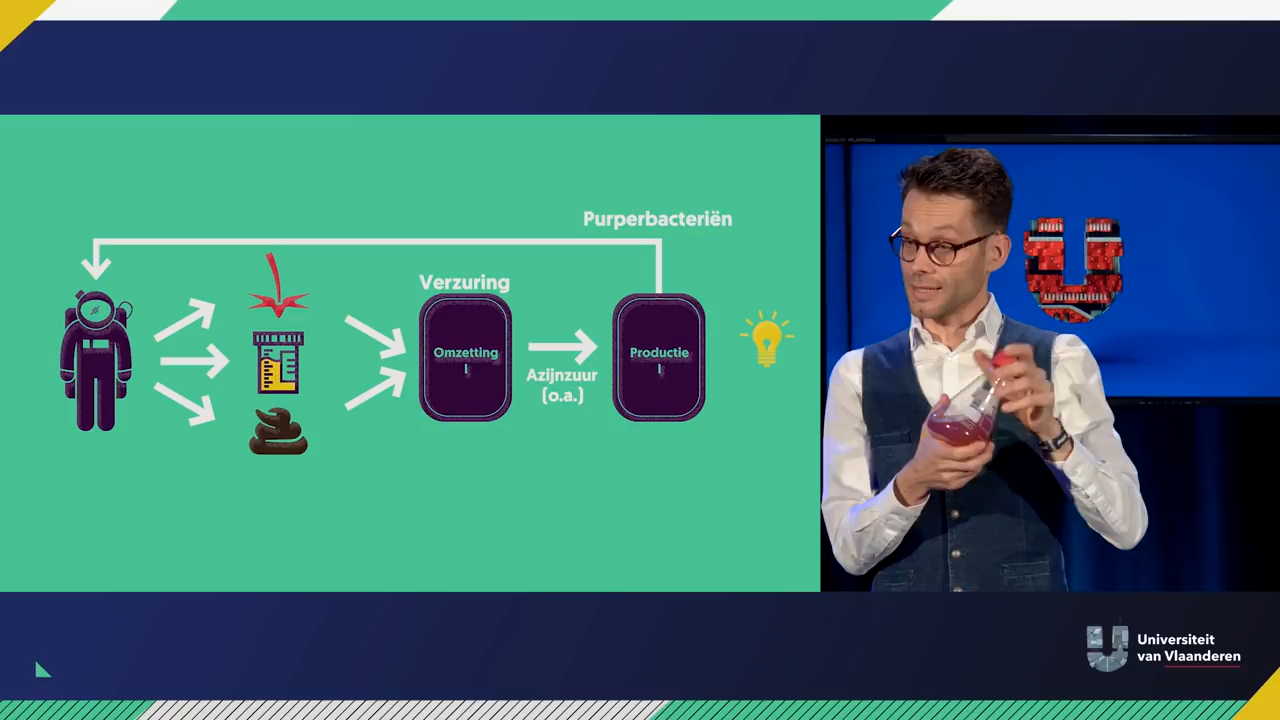 Purperbacteriën
Verzuring
Omzetting
Productie
Azijnzuur
(o.a.)
U
Universiteit
van Vlaanderen